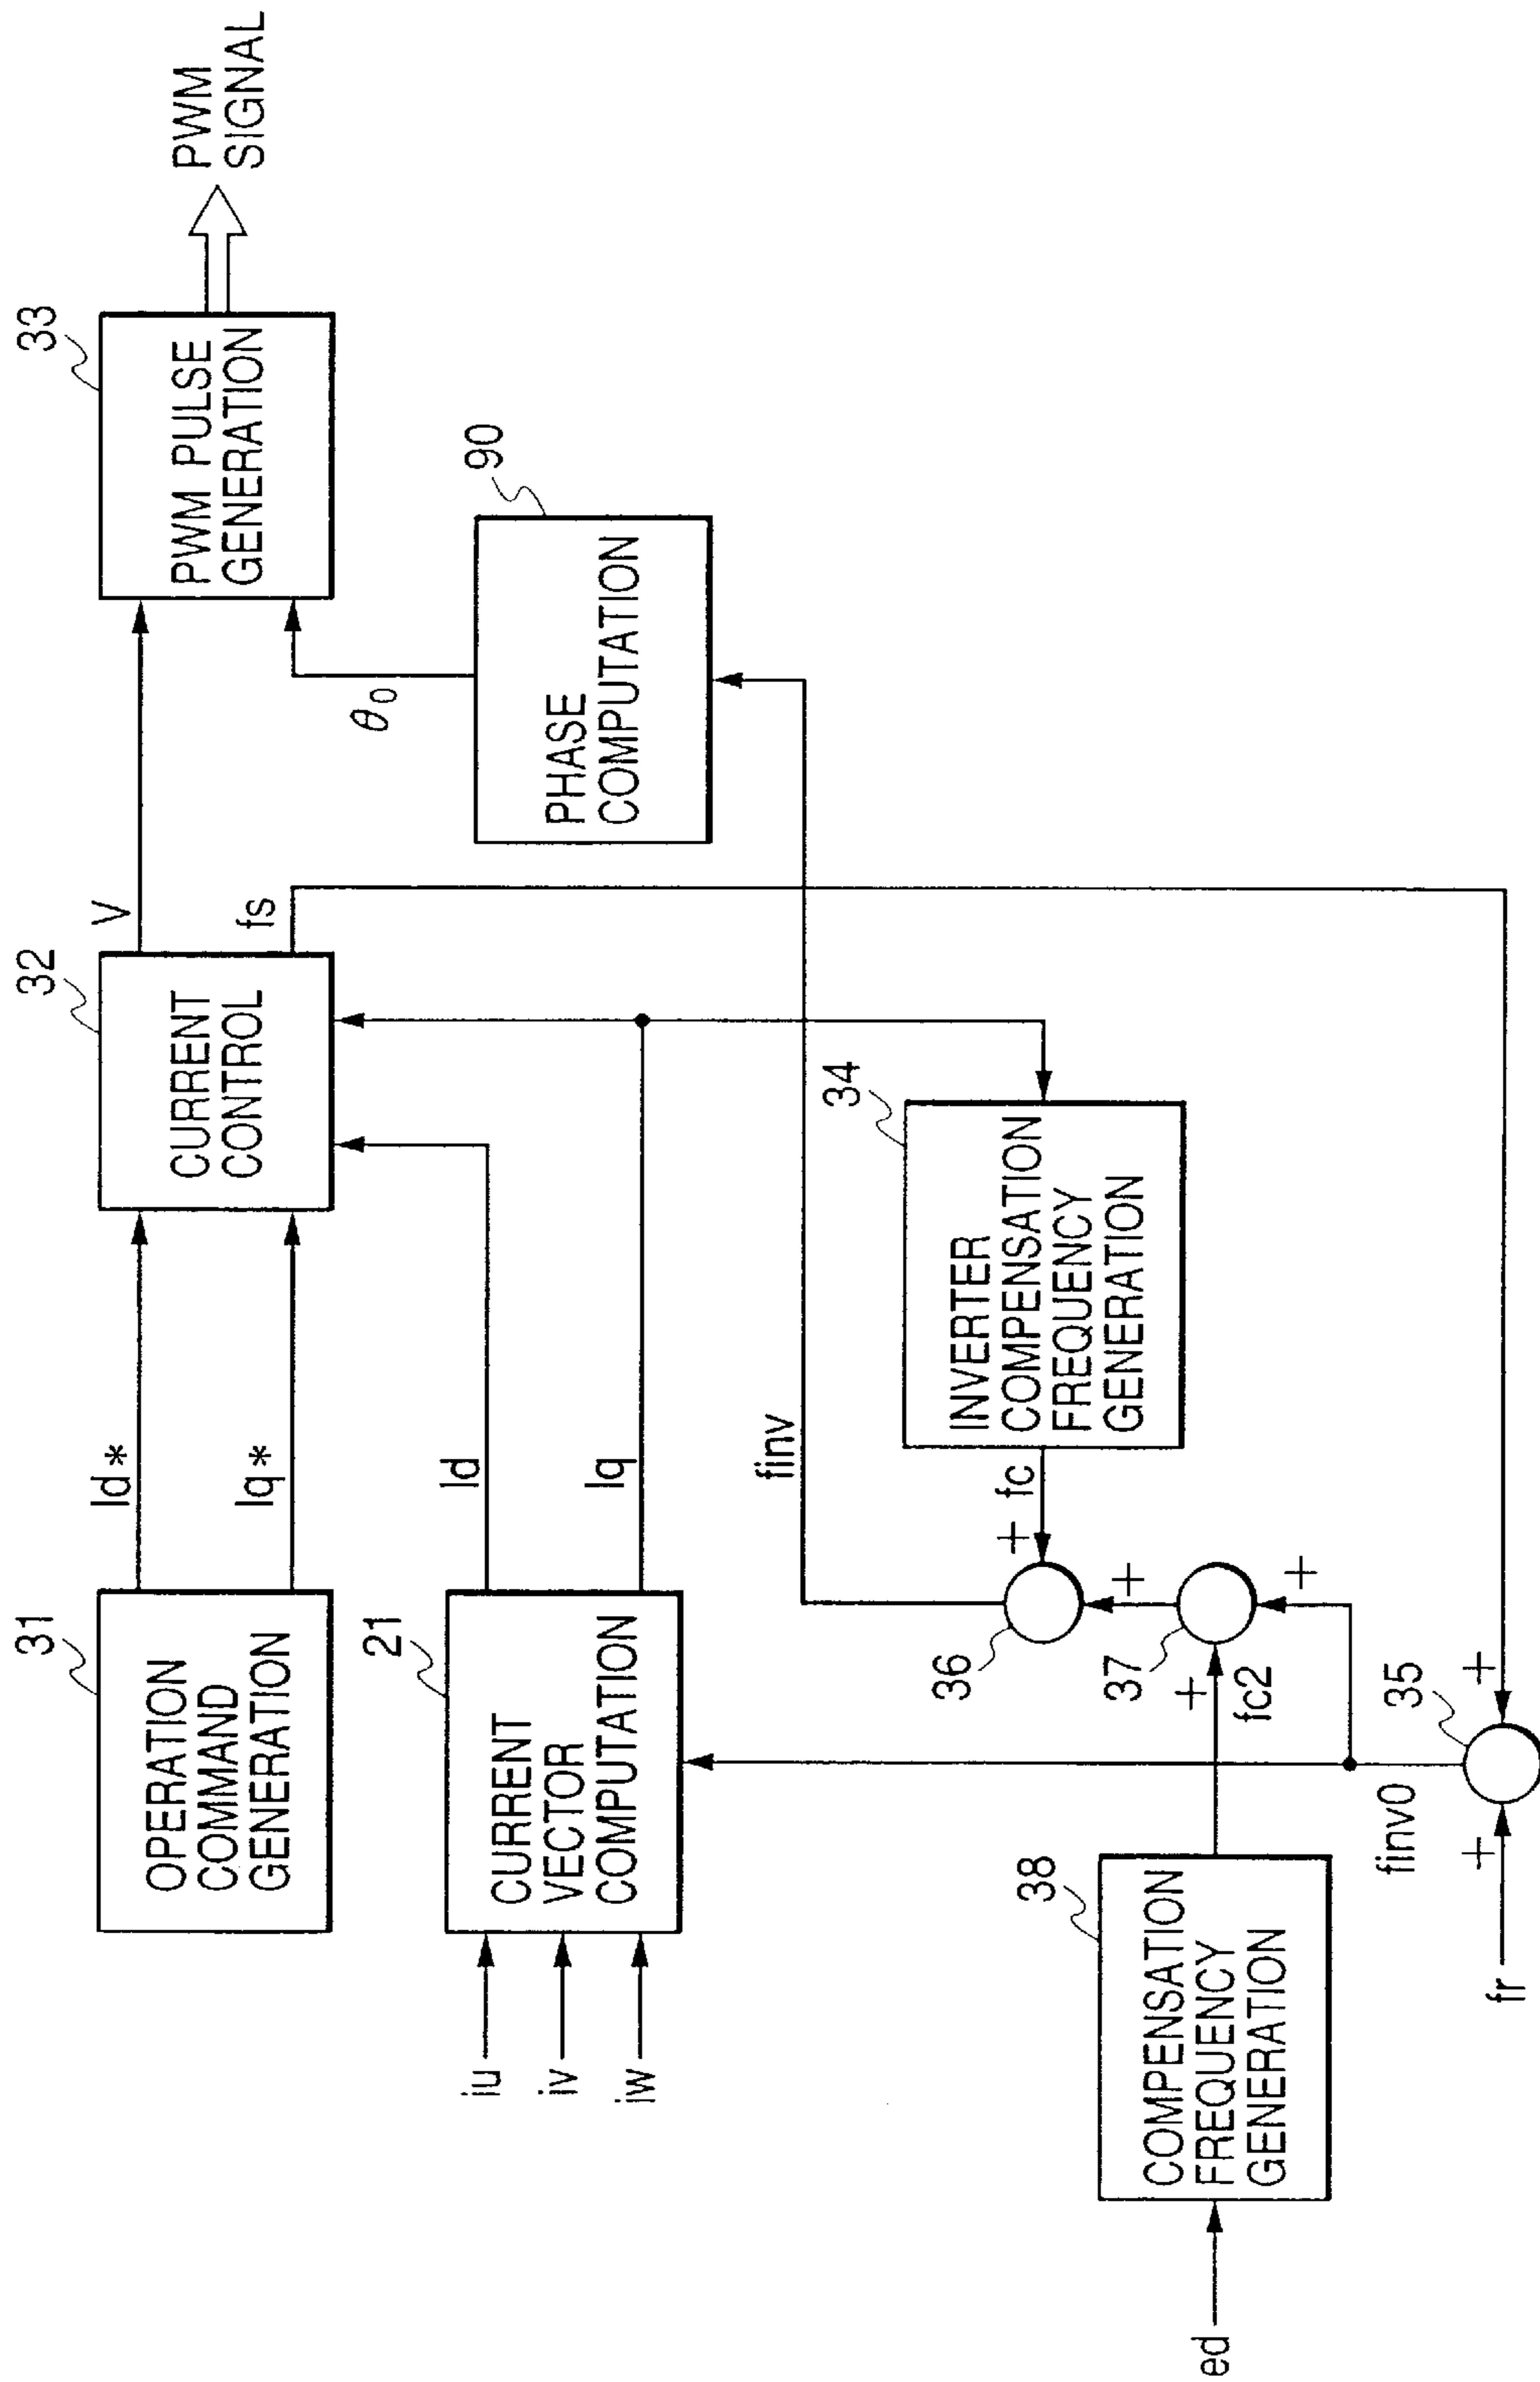 31
OPERATION
COMMAND
GENERATION
Id*
Iq*
32
CURRENT
CONTROL
V
fs
33
PWM PULSE
GENERATION
PWM
SIGNAL
21
CURRENT
VECTOR
COMPUTATION
iu
iv
iw
Id
Iq
θ0
90
PHASE
COMPUTATION
finv
34
INVERTER
COMPENSATION
FREQUENCY
GENERATION
fc
+
36
+
37
+
+
fc2
38
COMPENSATION
FREQUENCY
GENERATION
ed
finv0
35
+
+
fr